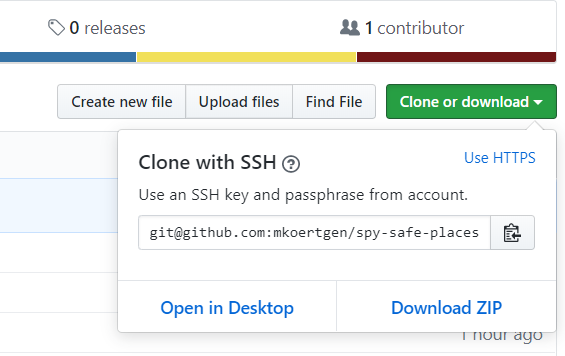 0 releases
1 contributor
Create new file
Upload files
Find File
Clone or download
Clone with SSH
Use HTTPS
Use an SSH key and passphrase from account.
git@github.com:mkoertgen/spy-safe-places
Open in Desktop
Download ZIP
1 hour ago